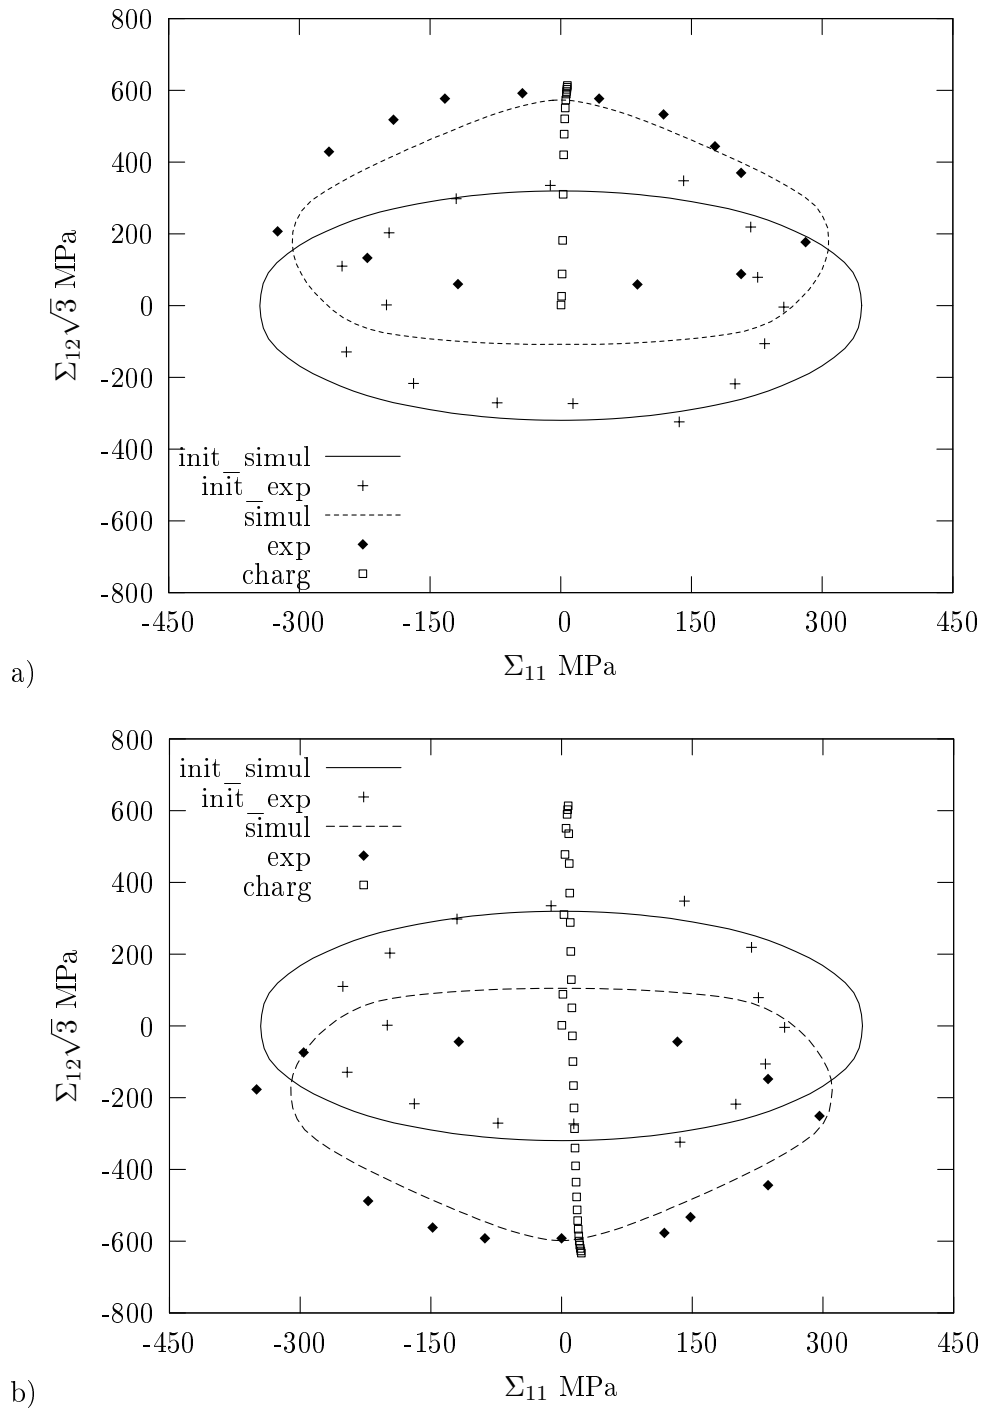 800
600
400
200
0
-200
-400
-600
-800
Σ12√3 MPa
init_simul
init_exp
simul
exp
charg
-450 -300 -150 0 150 300 450
Σ11 MPa
a)
800
600
400
200
0
-200
-400
-600
-800
Σ12√3 MPa
init_simul
init_exp
simul
exp
charg
-450 -300 -150 0 150 300 450
Σ11 MPa
b)